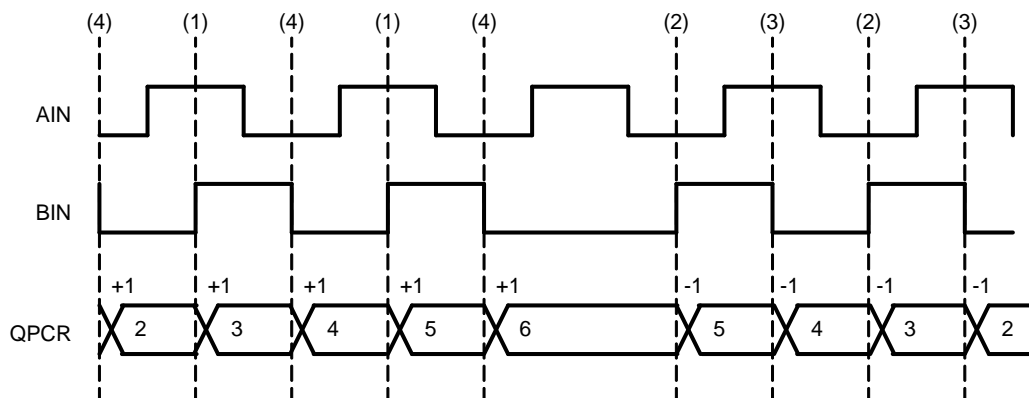 (4) (1) (4) (1) (4) (2) (3) (2) (3)
AIN
BIN
+1 +1 +1 +1 +1 -1 -1 -1 -1
QPCR 2 3 4 5 6 5 4 3 2